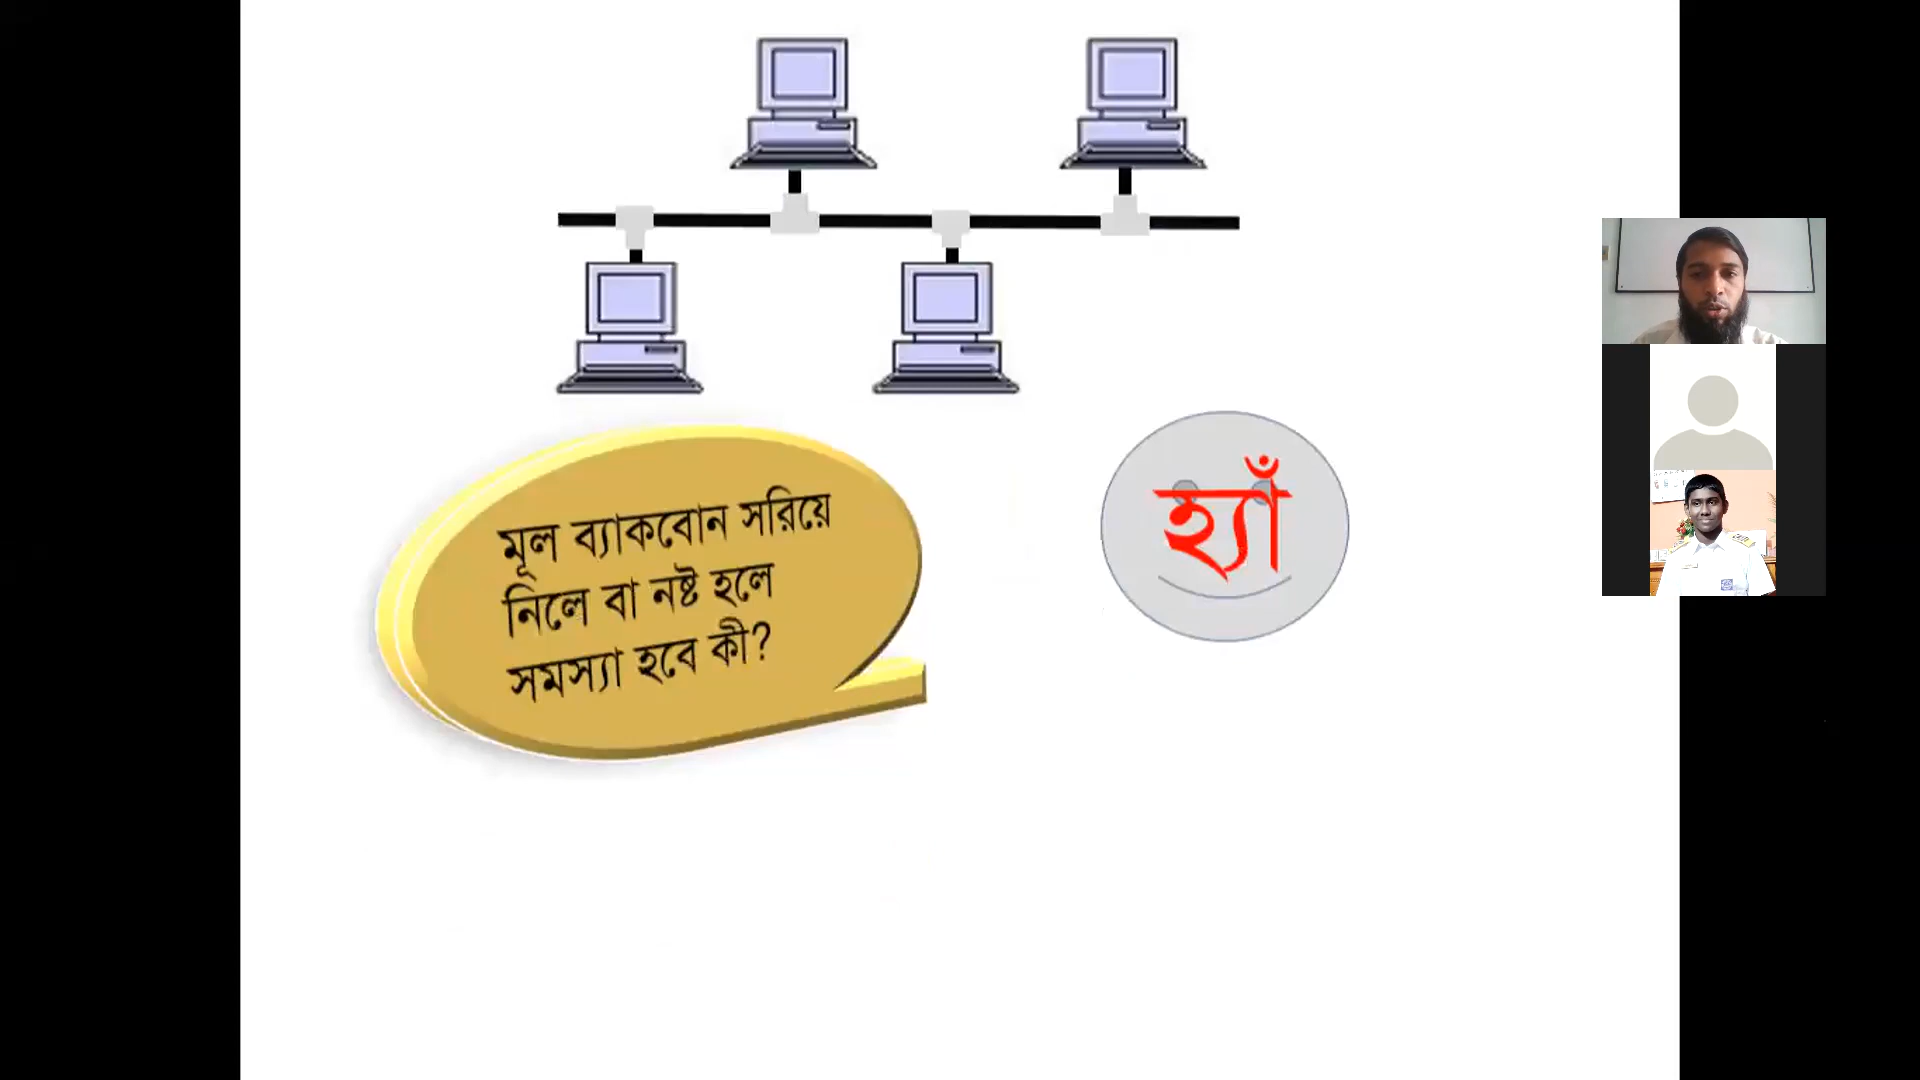 মূল ব্যাকবোন সরিয়ে
নিলে বা নষ্ট হলে
সমস্যা হবে কী?
হ্যাঁ